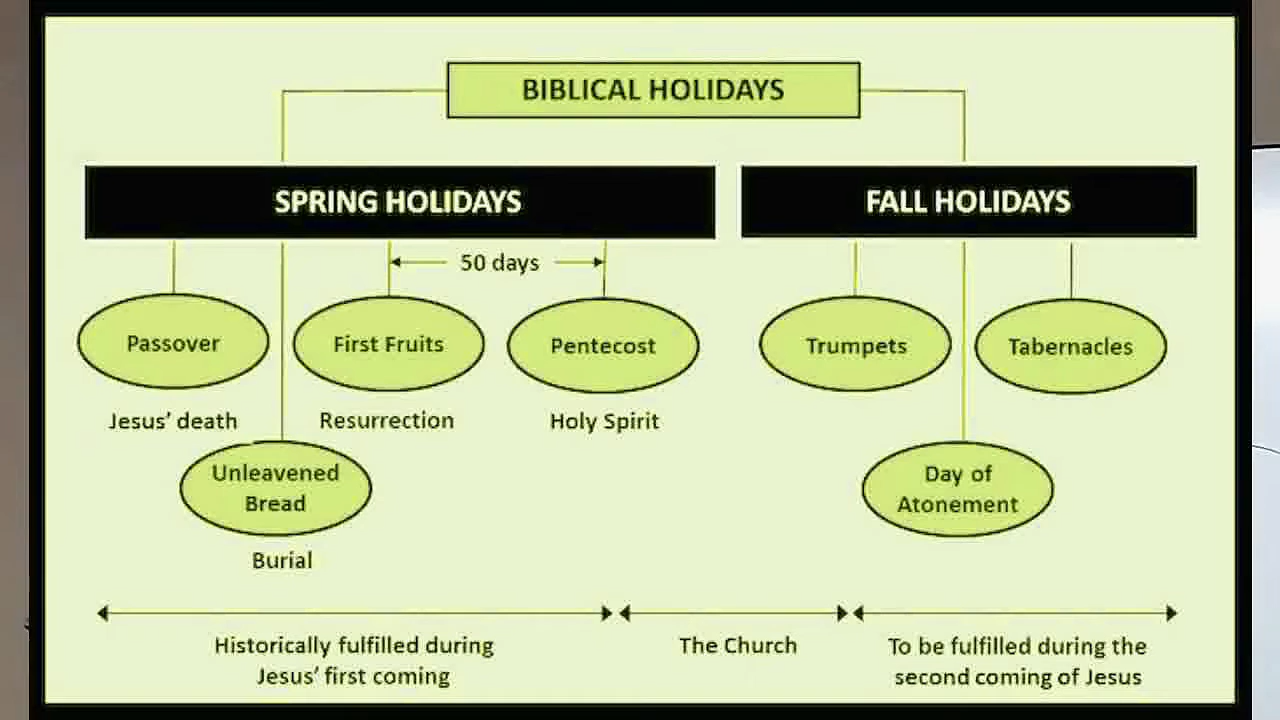 BIBLICAL HOLIDAYS
SPRING HOLIDAYS
FALL HOLIDAYS
50 days
Passover
First Fruits
Pentecost
Trumpets
Tabernacles
Jesus’ death
Resurrection
Holy Spirit
Unleavened
Bread
Day of
Atonement
Burial
Historically fulfilled during
Jesus’ first coming
The Church
To be fulfilled during the
second coming of Jesus